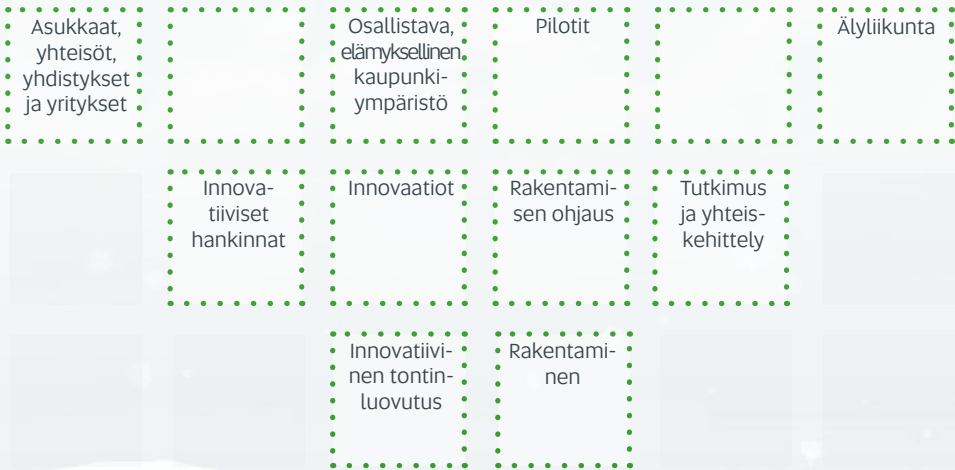 Asukkaat,
yhteisöt,
yhdistykset
ja yritykset
Osallistava,
elämyksellinen
kaupunki-
ympäristö
Pilotit
Älyliikunta
Innova-
tiiviset
hankinnat
Innovaatiot
Rakentami-
sen ohjaus
Tutkimus
ja yhteis-
kehittely
Innovatiivi-
nen tontin-
luovutus
Rakentami-
nen